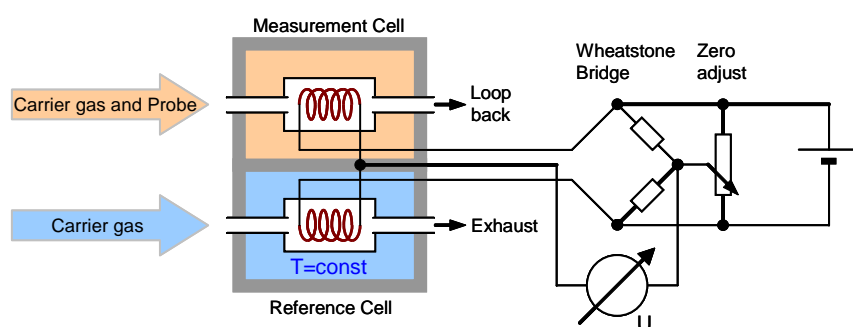 Measurement Cell
Wheatstone
Bridge
Zero
adjust
Carrier gas and Probe
Loop
back
Carrier gas
Exhaust
T=const
Reference Cell
U